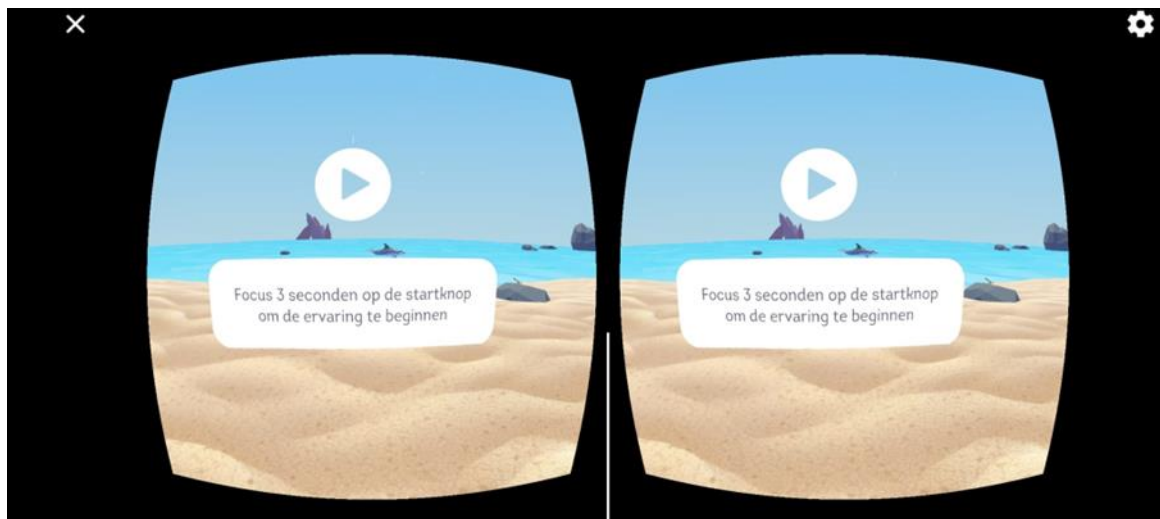 Focus 3 seconden op de startknop
om de ervaring te beginnen
Focus 3 seconden op de startknop
om de ervaring te beginnen